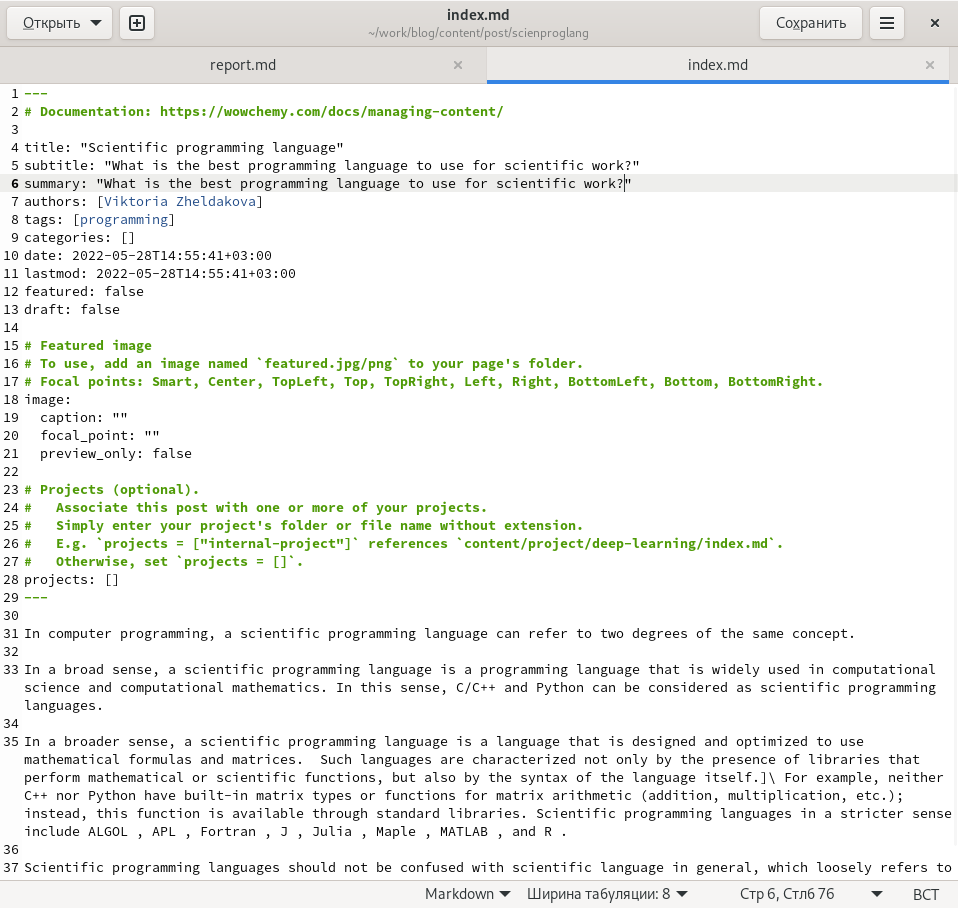 Открыть
index.md
~/work/blog/content/post/scienproglang
Сохранить
report.md
index.md
1 ---
2 # Documentation: https://wowchemy.com/docs/managing-content/
3
4 title: "Scientific programming language"
5 subtitle: "What is the best programming language to use for scientific work?"
6 summary: "What is the best programming language to use for scientific work?"
7 authors: [Viktoria Zheldakova]
8 tags: [programming]
9 categories: []
10 date: 2022-05-28T14:55:41+03:00
11 lastmod: 2022-05-28T14:55:41+03:00
12 featured: false
13 draft: false
14
15 # Featured image
16 # To use, add an image named `featured.jpg/png` to your page's folder.
17 # Focal points: Smart, Center, TopLeft, Top, TopRight, Left, Right, BottomLeft, Bottom, BottomRight.
18 image:
19   caption: ""
20   focal_point: ""
21   preview_only: false
22
23 # Projects (optional).
24 #   Associate this post with one or more of your projects.
25 #   Simply enter your project's folder or file name without extension.
26 #   E.g. `projects = ["internal-project"]` references `content/project/deep-learning/index.md`.
27 #   Otherwise, set `projects = []`.
28 projects: []
29 ---
30
31 In computer programming, a scientific programming language can refer to two degrees of the same concept.
32
33 In a broad sense, a scientific programming language is a programming language that is widely used in computational
science and computational mathematics. In this sense, C/C++ and Python can be considered as scientific programming
languages.
34
35 In a broader sense, a scientific programming language is a language that is designed and optimized to use
mathematical formulas and matrices.  Such languages are characterized not only by the presence of libraries that
perform mathematical or scientific functions, but also by the syntax of the language itself.]\ For example, neither
C++ nor Python have built-in matrix types or functions for matrix arithmetic (addition, multiplication, etc.);
instead, this function is available through standard libraries. Scientific programming languages in a stricter sense
include ALGOL , APL , Fortran , J , Julia , Maple , MATLAB , and R .
36
37 Scientific programming languages should not be confused with scientific language in general, which loosely refers to
Markdown Ширина табуляции: 8 Стр 6, Стлб 76 ВСТ